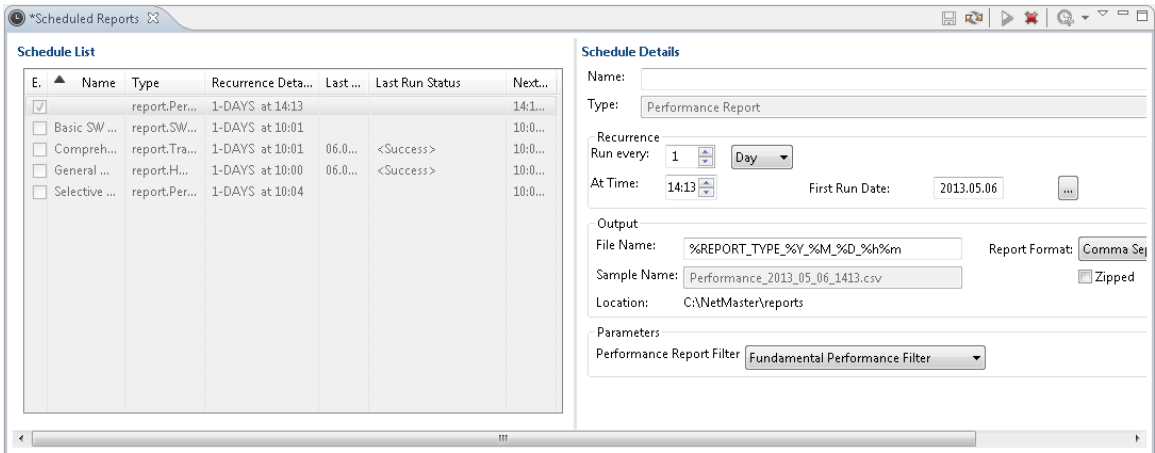 *Scheduled Reports
Schedule List
E. Name Type Recurrence Deta... Last ... Last Run Status Next...
report.Per... 1-DAYS at 14:13 14:1...
Basic SW ... report.SW... 1-DAYS at 10:01 10:0...
Compreh... report.Tra... 1-DAYS at 10:01 06.0... <Success> 10:0...
General ... report.H... 1-DAYS at 10:00 06.0... <Success> 10:0...
Selective ... report.Per... 1-DAYS at 10:04 10:0...
Schedule Details
Name:
Type: Performance Report
Recurrence
Run every: 1 Day
At Time: 14:13 First Run Date: 2013.05.06 ...
Output
File Name: %REPORT_TYPE_%Y_%M_%D_%h%m Report Format: Comma Sep
Sample Name: Performance_2013_05_06_1413.csv Zipped
Location: C:\NetMaster\reports
Parameters
Performance Report Filter Fundamental Performance Filter